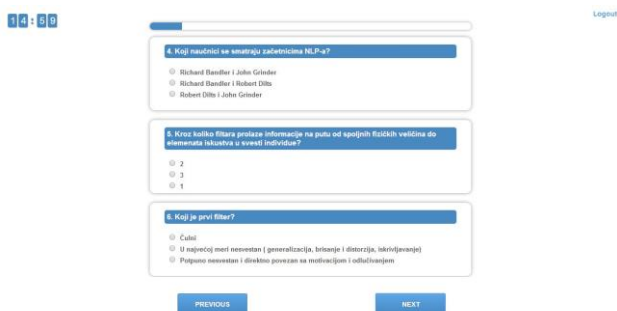 14:59
Logout
4. Koji naučnici se smatraju začetnicima NLP-a?
Richard Bandler i John Grinder
Richard Bandler i Robert Dilts
Robert Dilts i John Grinder
5. Kroz koliko filtara prolaze informacije na putu od spoljnih fizičkih veličina do
elemenata iskustva u svesti individue?
2
3
1
6. Koji je prvi filter?
Čulni
U najvećoj meri nesvestan ( generalizacija, brisanje i distorzija, iskrivljavanje)
Potpuno nesvestan i direktno povezan sa motivacijom i odlučivanjem
PREVIOUS
NEXT